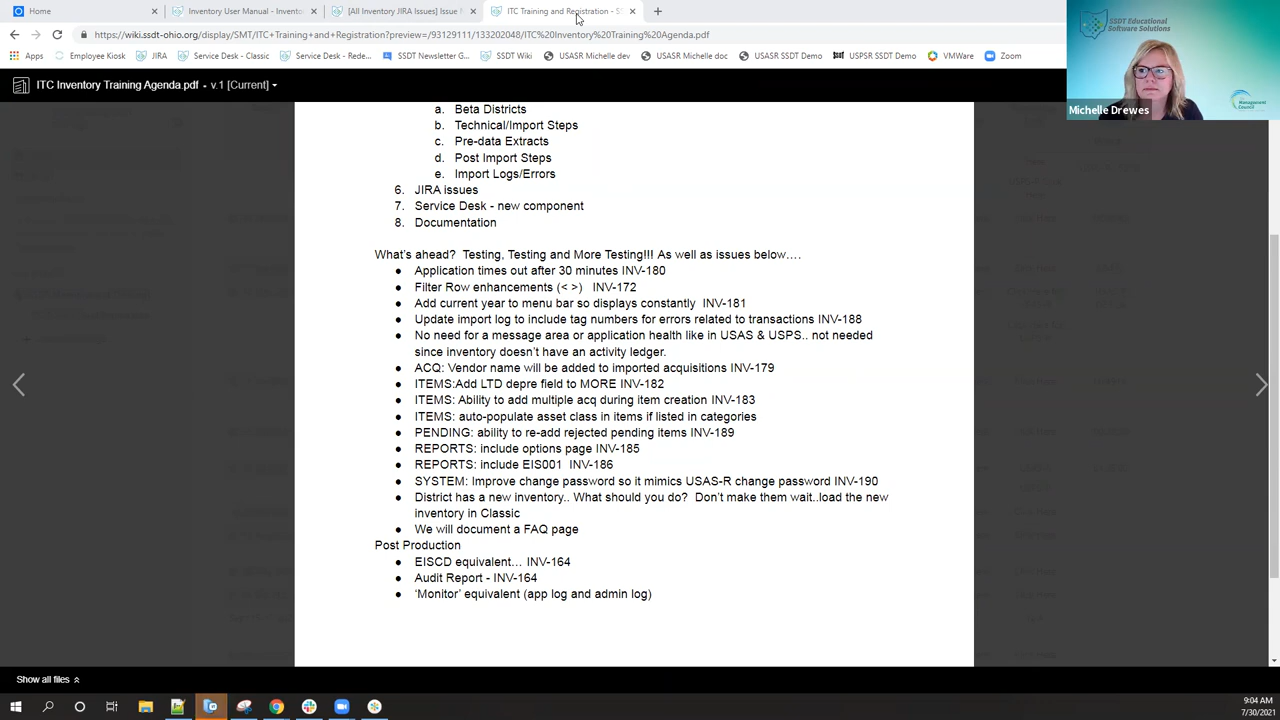 Home
Inventory User Manual - Invento
[All Inventory JIRA Issues] Issue
ITC Training and Registration - SS
https://wiki.ssdt-ohio.org/display/SMT/ITC+Training+and+Registration?preview=/93129111/133202048/ITC%20Inventory%20Training%20Agenda.pdf
Apps Employee Kiosk JIRA Service Desk - Classic Service Desk - Rede... SSDT Newsletter G... SSDT Wiki USASR Michelle dev USASR Michelle doc USASR SSDT Demo USPSR SSDT Demo VMWare Zoom
SSDT Educational
Software Solutions
Management
Council
Michelle Drewes
ITC Inventory Training Agenda.pdf - v.1 [Current]
a. Beta Districts
b. Technical/Import Steps
c. Pre-data Extracts
d. Post Import Steps
e. Import Logs/Errors
6. JIRA issues
7. Service Desk - new component
8. Documentation
What's ahead? Testing, Testing and More Testing!!! As well as issues below….
● Application times out after 30 minutes INV-180
● Filter Row enhancements (< >) INV-172
● Add current year to menu bar so displays constantly INV-181
● Update import log to include tag numbers for errors related to transactions INV-188
● No need for a message area or application health like in USAS & USPS.. not needed
since inventory doesn't have an activity ledger.
● ACQ: Vendor name will be added to imported acquisitions INV-179
● ITEMS:Add LTD depre field to MORE INV-182
● ITEMS: Ability to add multiple acq during item creation INV-183
● ITEMS: auto-populate asset class in items if listed in categories
● PENDING: ability to re-add rejected pending items INV-189
● REPORTS: include options page INV-185
● REPORTS: include EIS001 INV-186
● SYSTEM: Improve change password so it mimics USAS-R change password INV-190
● District has a new inventory.. What should you do? Don't make them wait..load the new
inventory in Classic
● We will document a FAQ page
Post Production
● EISCD equivalent… INV-164
● Audit Report - INV-164
● 'Monitor' equivalent (app log and admin log)
Show all files
9:04 AM
7/30/2021